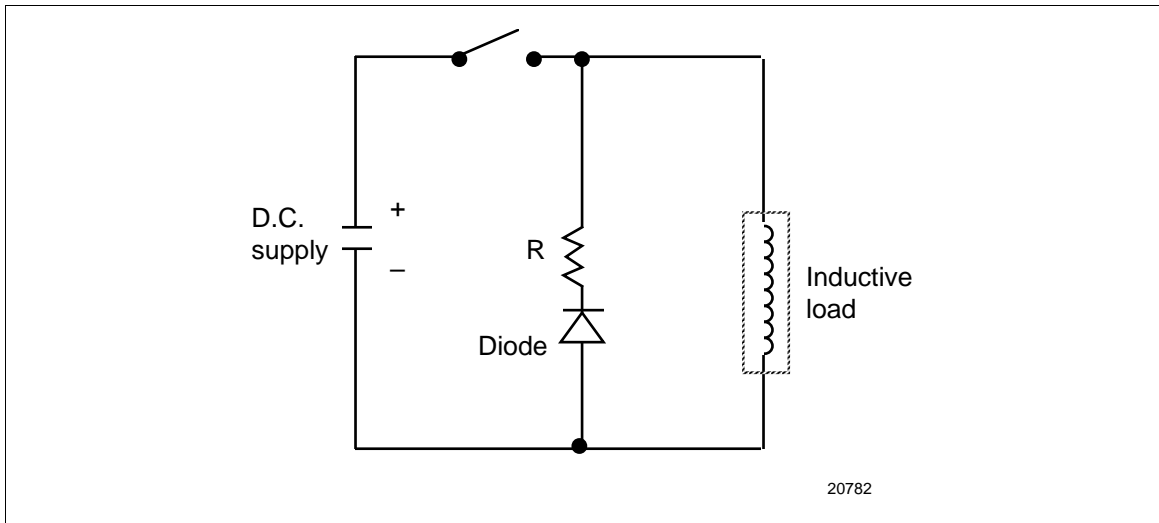 D.C.
supply
+
–
R
Diode
Inductive
load
20782